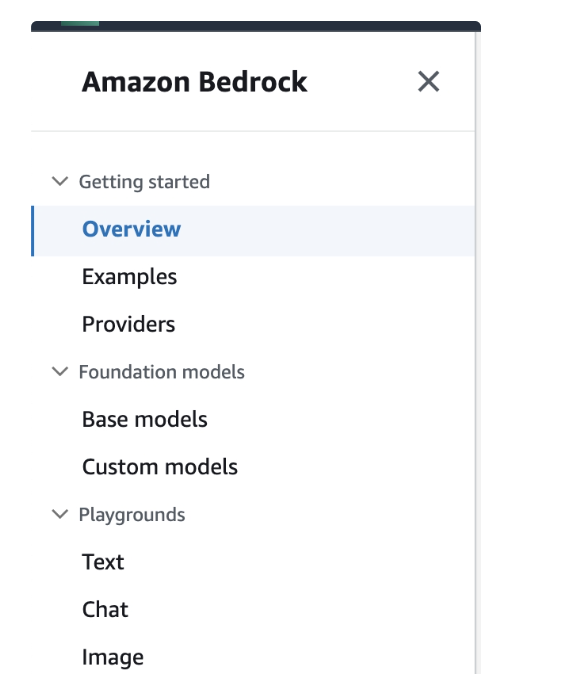 Amazon Bedrock
Getting started
Overview
Examples
Providers
Foundation models
Base models
Custom models
Playgrounds
Text
Chat
Image